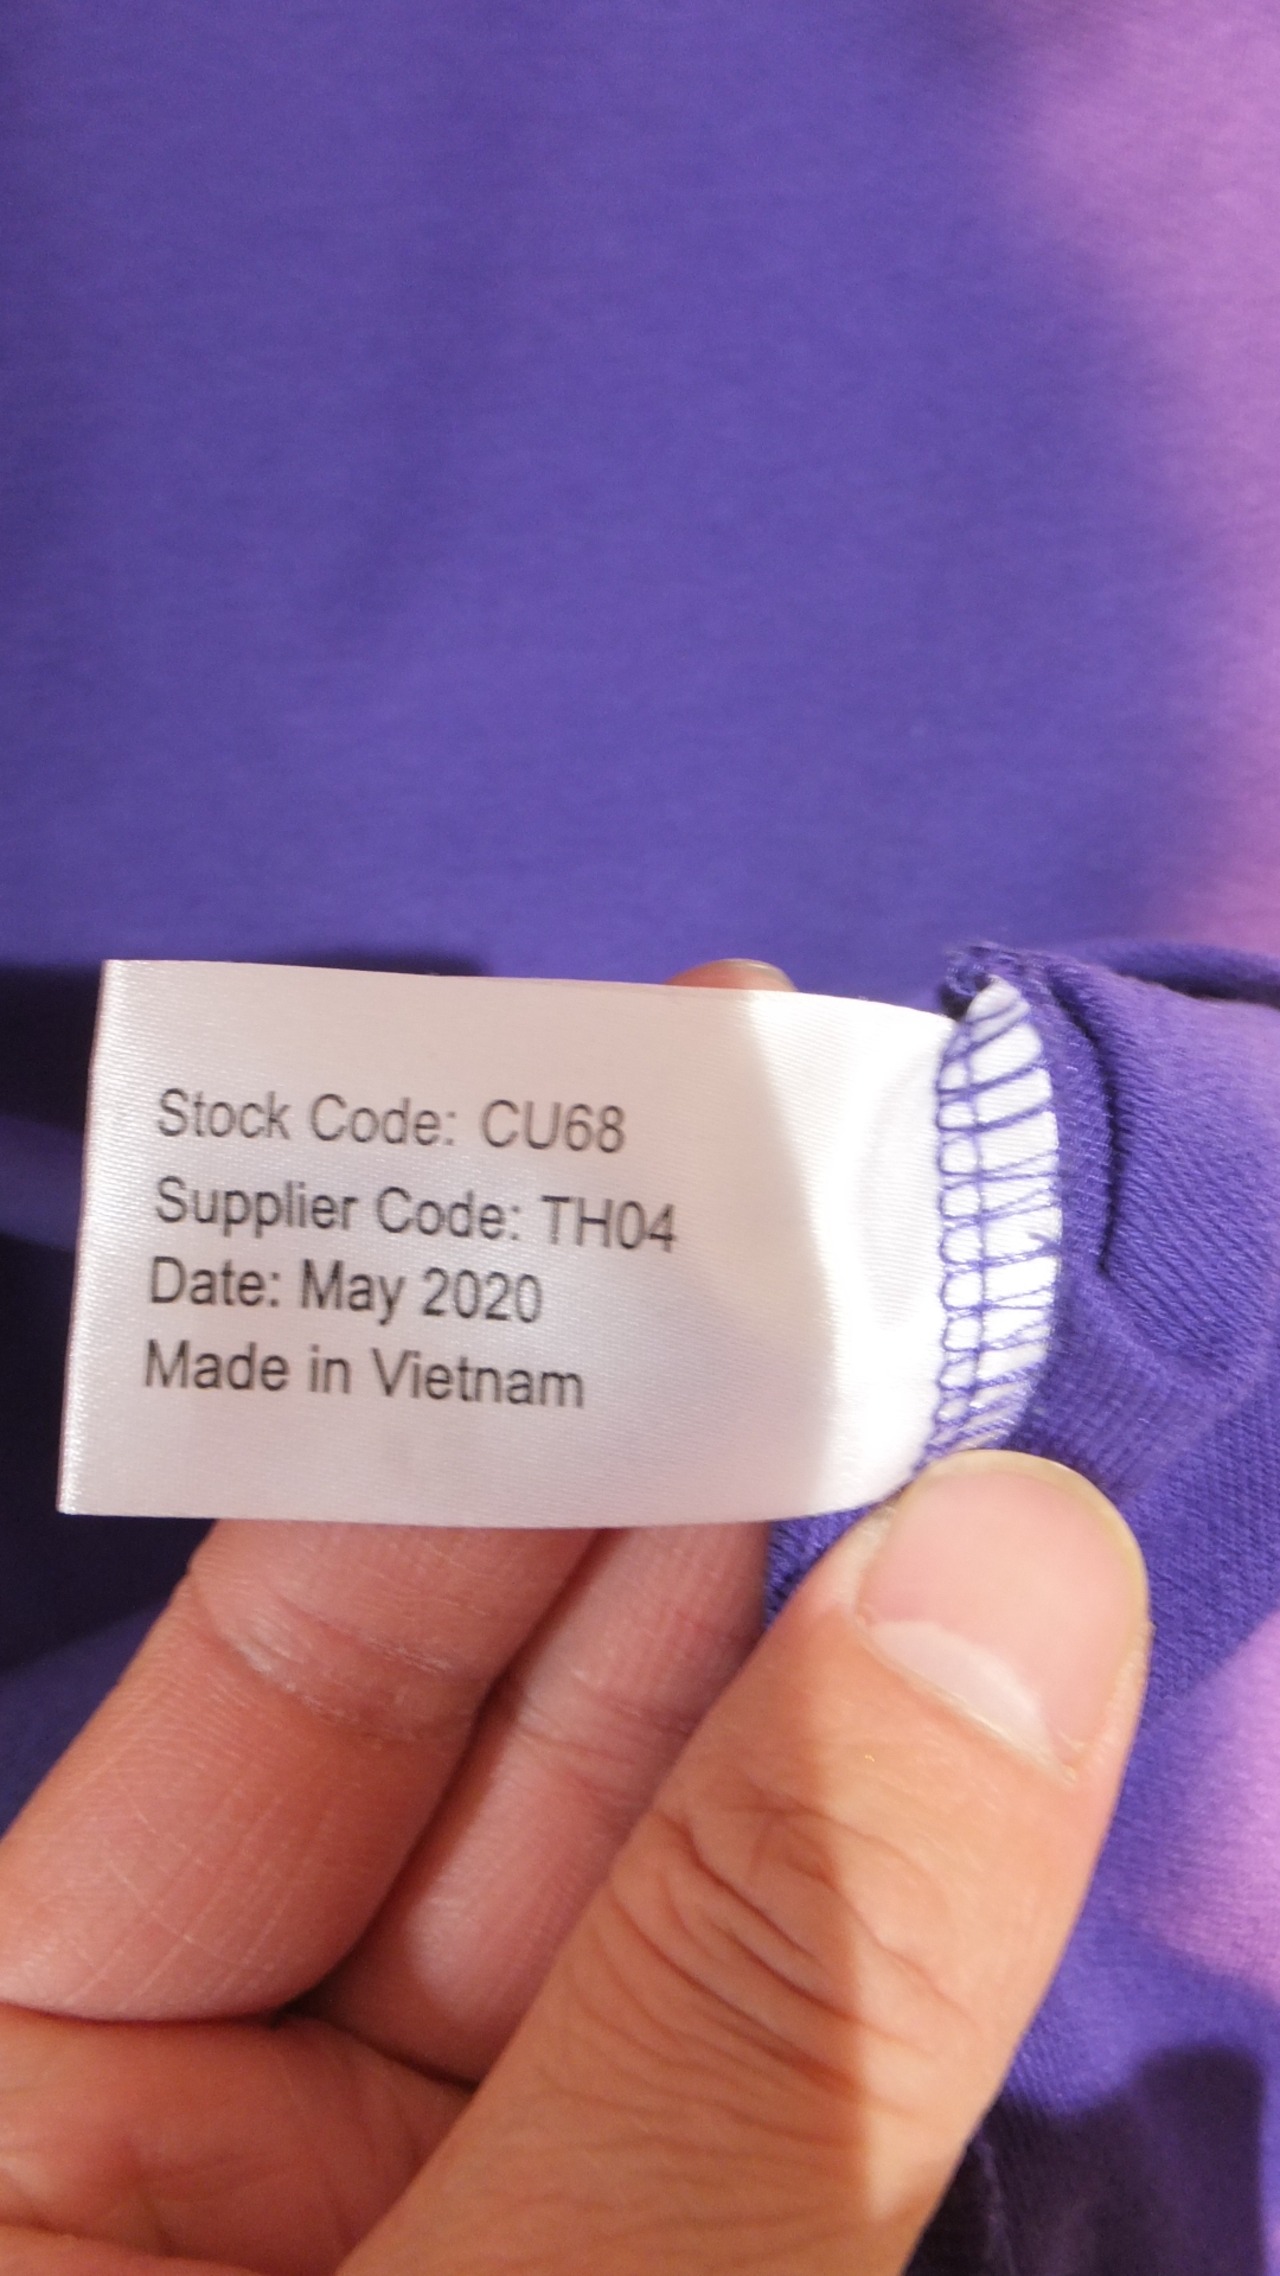 Stock Code: CU68
Supplier Code: TH04
Date: May 2020
Made in Vietnam